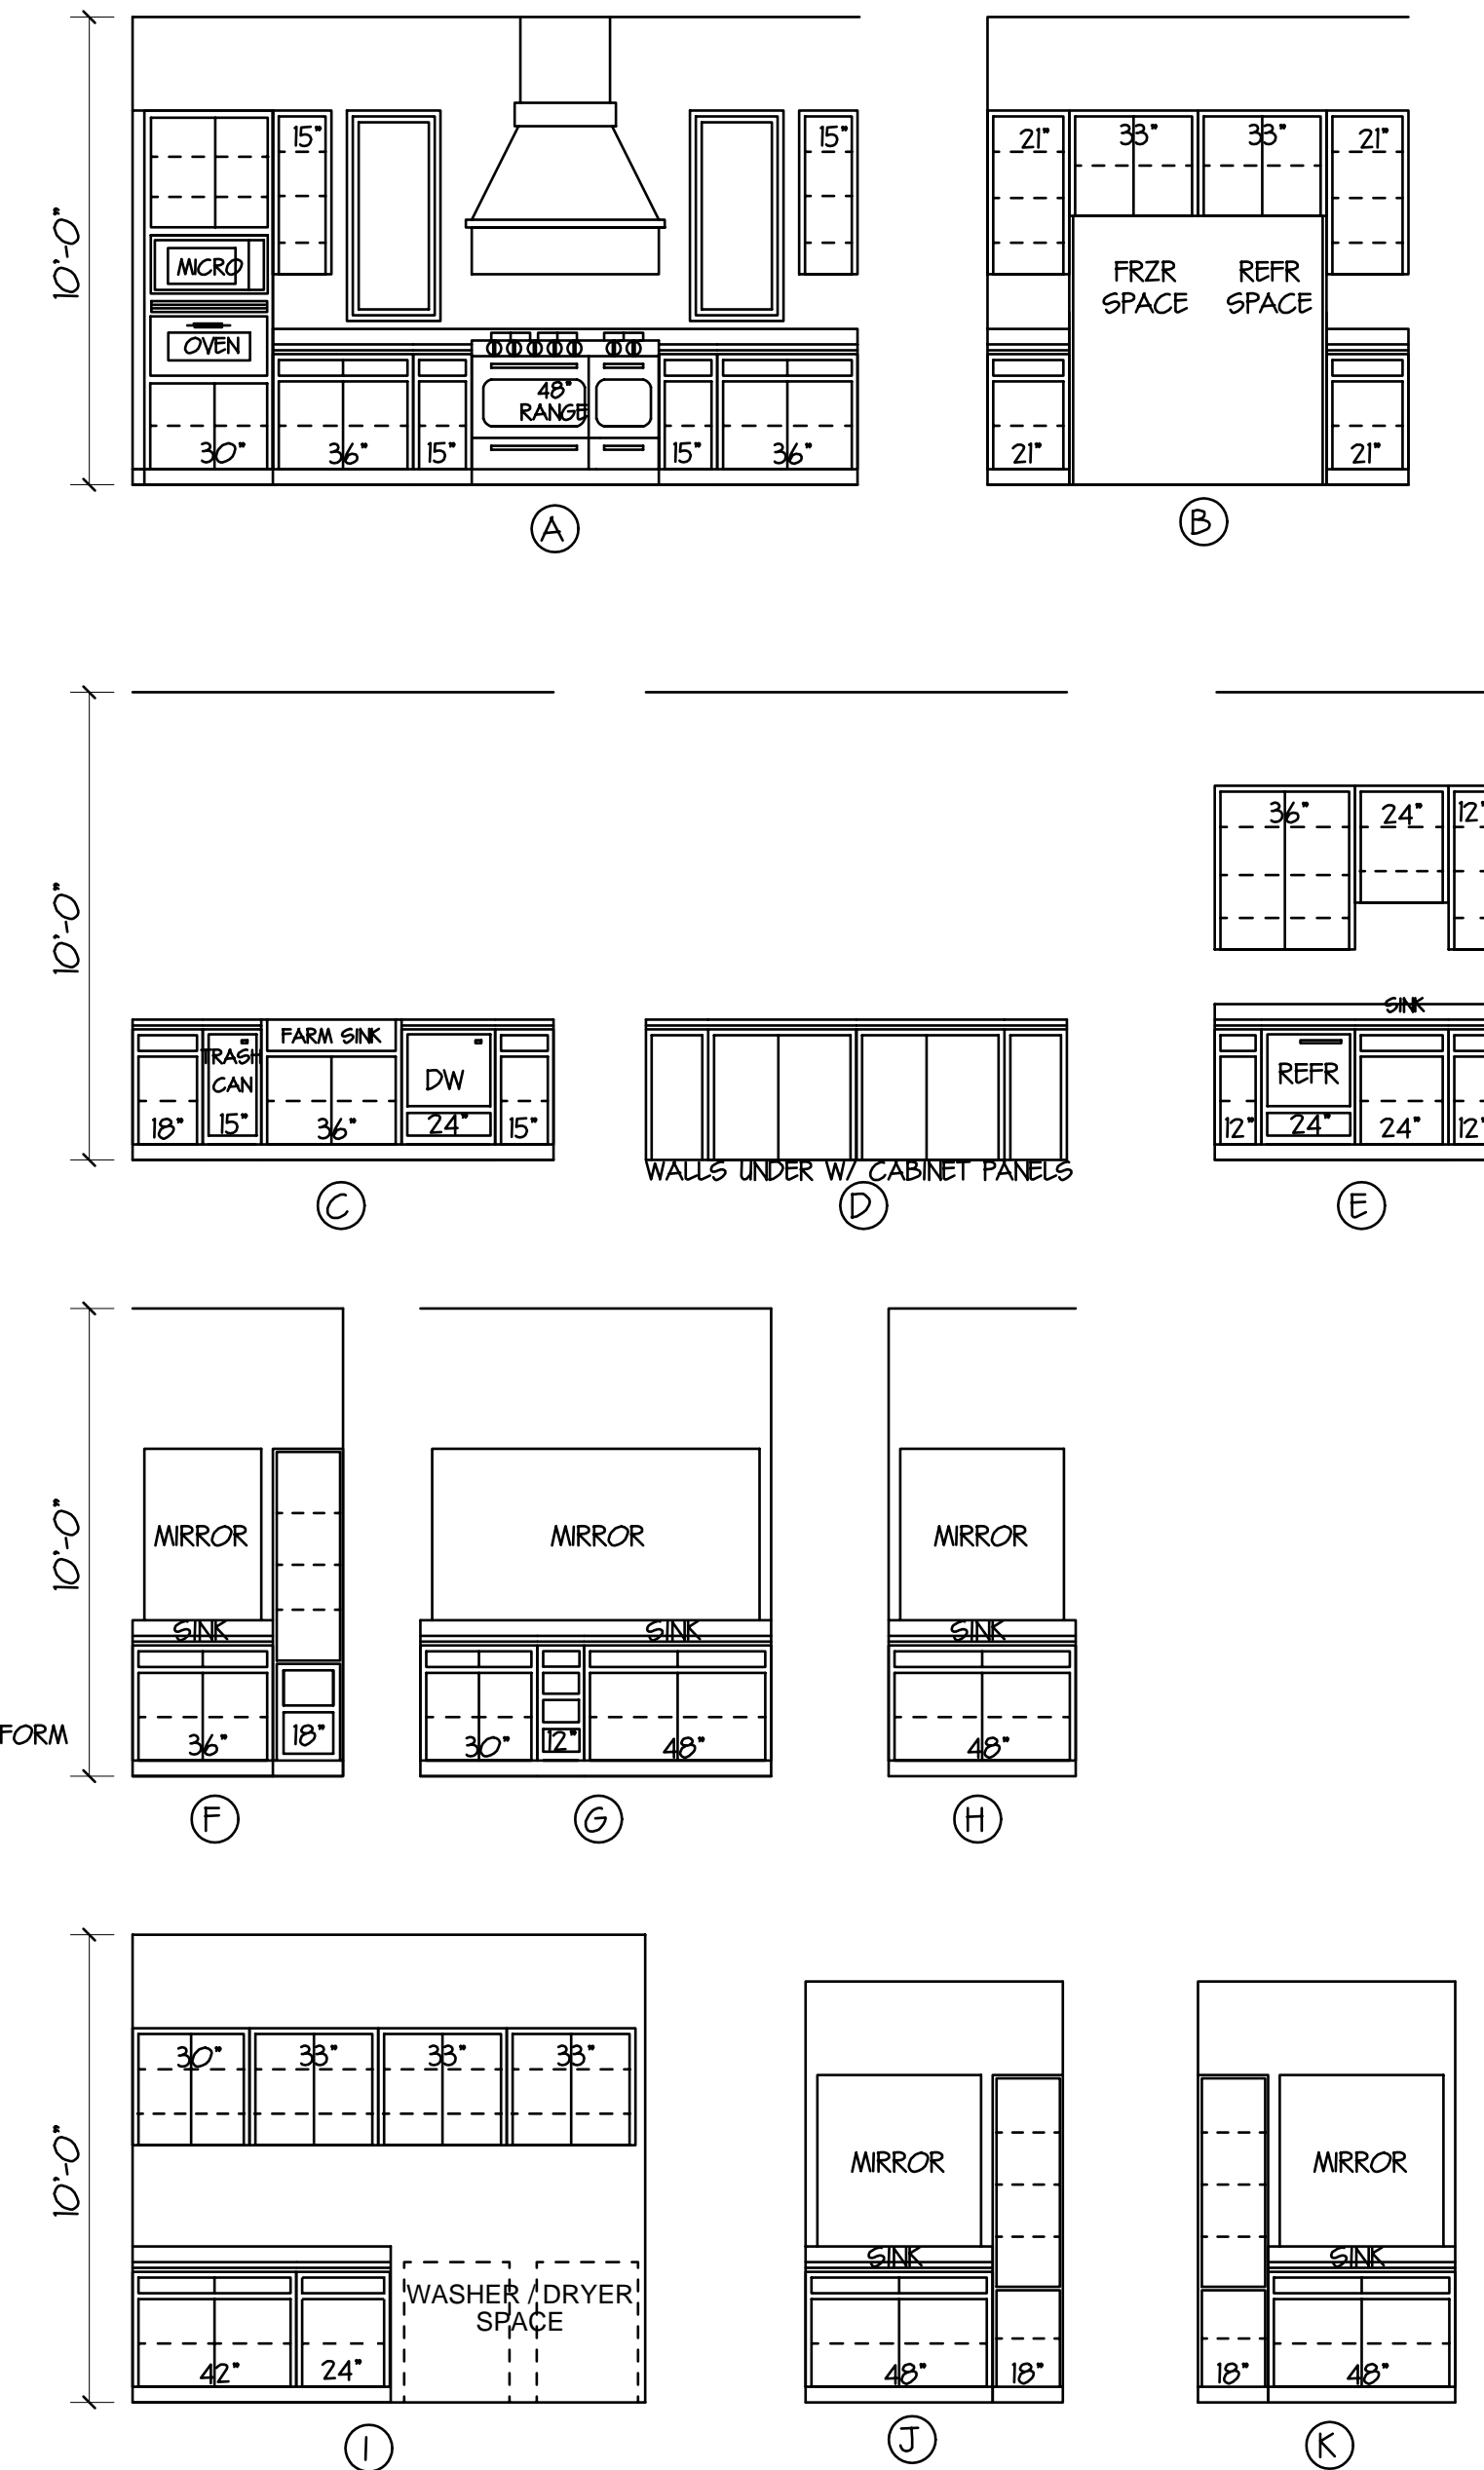 10'-0"
15"
15"
MICRO
OVEN
48"
RANGE
30"
36"
15"
15"
36"
A
21"
33"
33"
21"
FRZR
SPACE
REFR
SPACE
21"
21"
B
10'-0"
FARM SINK
TRASH
CAN
DW
18"
15"
36"
24"
15"
C
WALLS UNDER W/ CABINET PANELS
D
36"
24"
12"
SINK
REFR
12"
24"
24"
12"
E
10'-0"
MIRROR
SINK
36"
18"
FORM
F
MIRROR
SINK
30"
12"
48"
G
MIRROR
SINK
48"
H
10'-0"
30"
33"
33"
33"
WASHER / DRYER
SPACE
42"
24"
I
MIRROR
SINK
48"
18"
J
MIRROR
SINK
18"
48"
K